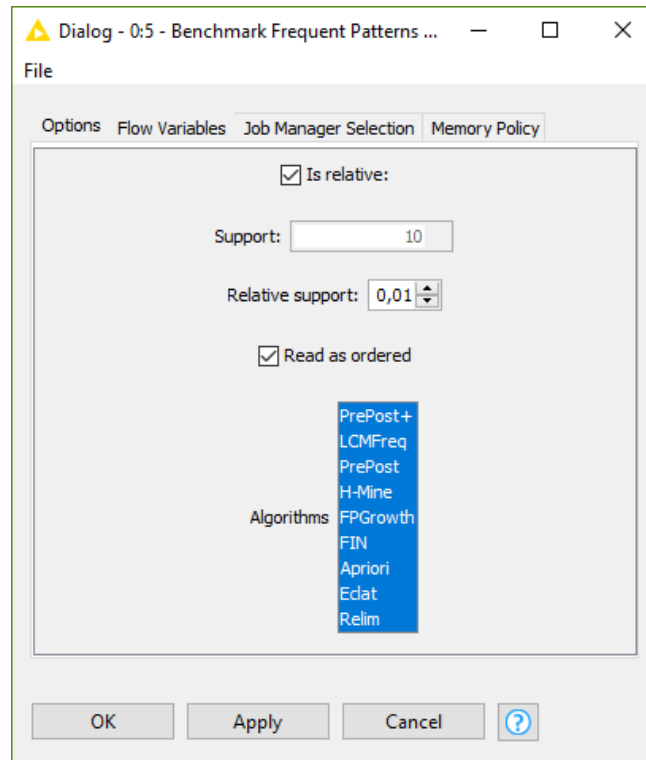 Dialog - 0:5 - Benchmark Frequent Patterns ...
File
Options Flow Variables Job Manager Selection Memory Policy
Is relative:
Support: 10
Relative support: 0,01
Read as ordered
PrePost+
LCMFreq
PrePost
H-Mine
Algorithms FPGrowth
FIN
Apriori
Eclat
Relim
OK Apply Cancel ?